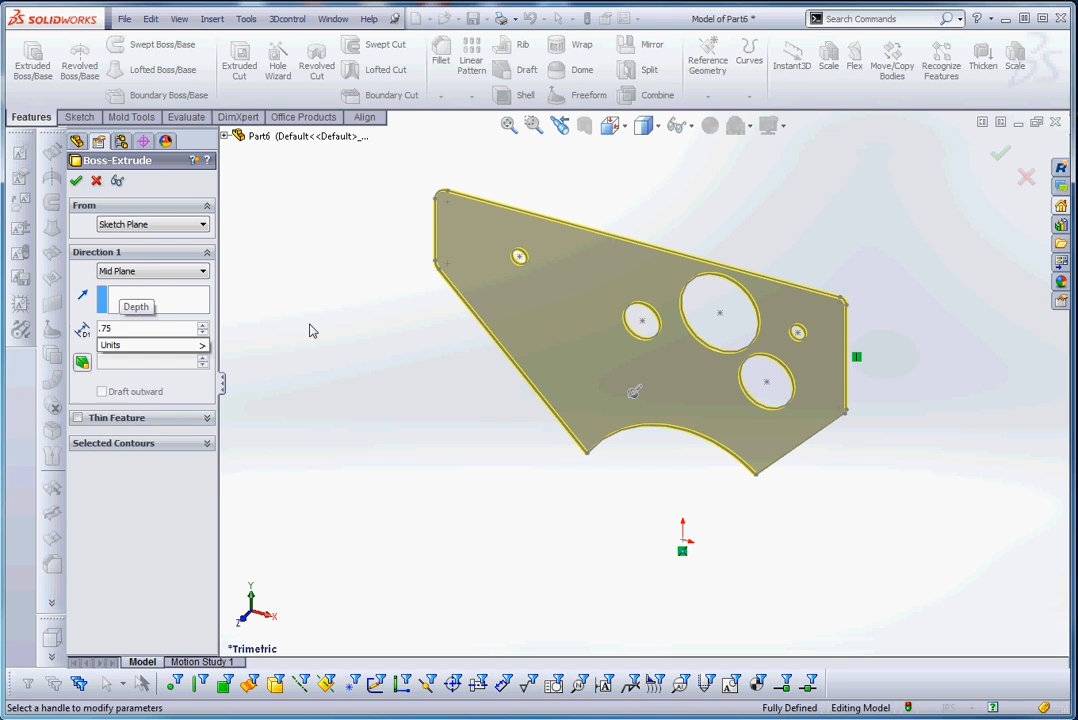 SOLIDWORKS File Edit View Insert Tools 3Dcontrol Window Help Model of Part6 * Search Commands
Extruded Boss/Base
Revolved Boss/Base
Swept Boss/Base
Lofted Boss/Base
Boundary Boss/Base
Extruded Cut
Hole Wizard
Revolved Cut
Swept Cut
Lofted Cut
Boundary Cut
Fillet
Linear Pattern
Rib
Draft
Shell
Wrap
Dome
Freeform
Mirror
Split
Combine
Reference Geometry
Curves
Instant3D
Scale
Flex
Move/Copy Bodies
Recognize Features
Thicken
Scale
Features Sketch Mold Tools Evaluate DimXpert Office Products Align
Part6 (Default<<Default>_...
Boss-Extrude
From
Sketch Plane
Direction 1
Mid Plane
Depth
.75
Units >
Draft outward
Thin Feature
Selected Contours
Y
X
Z
*Trimetric
Model Motion Study 1
Select a handle to modify parameters Fully Defined Editing Model IPS